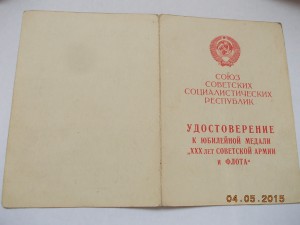 СОЮЗ
СОВЕТСКИХ
СОЦИАЛИСТИЧЕСКИХ
РЕСПУБЛИК
УДОСТОВЕРЕНИЕ
К ЮБИЛЕЙНОЙ МЕДАЛИ
„XXX ЛЕТ СОВЕТСКОЙ АРМИИ
И ФЛОТА“
04.05.2015